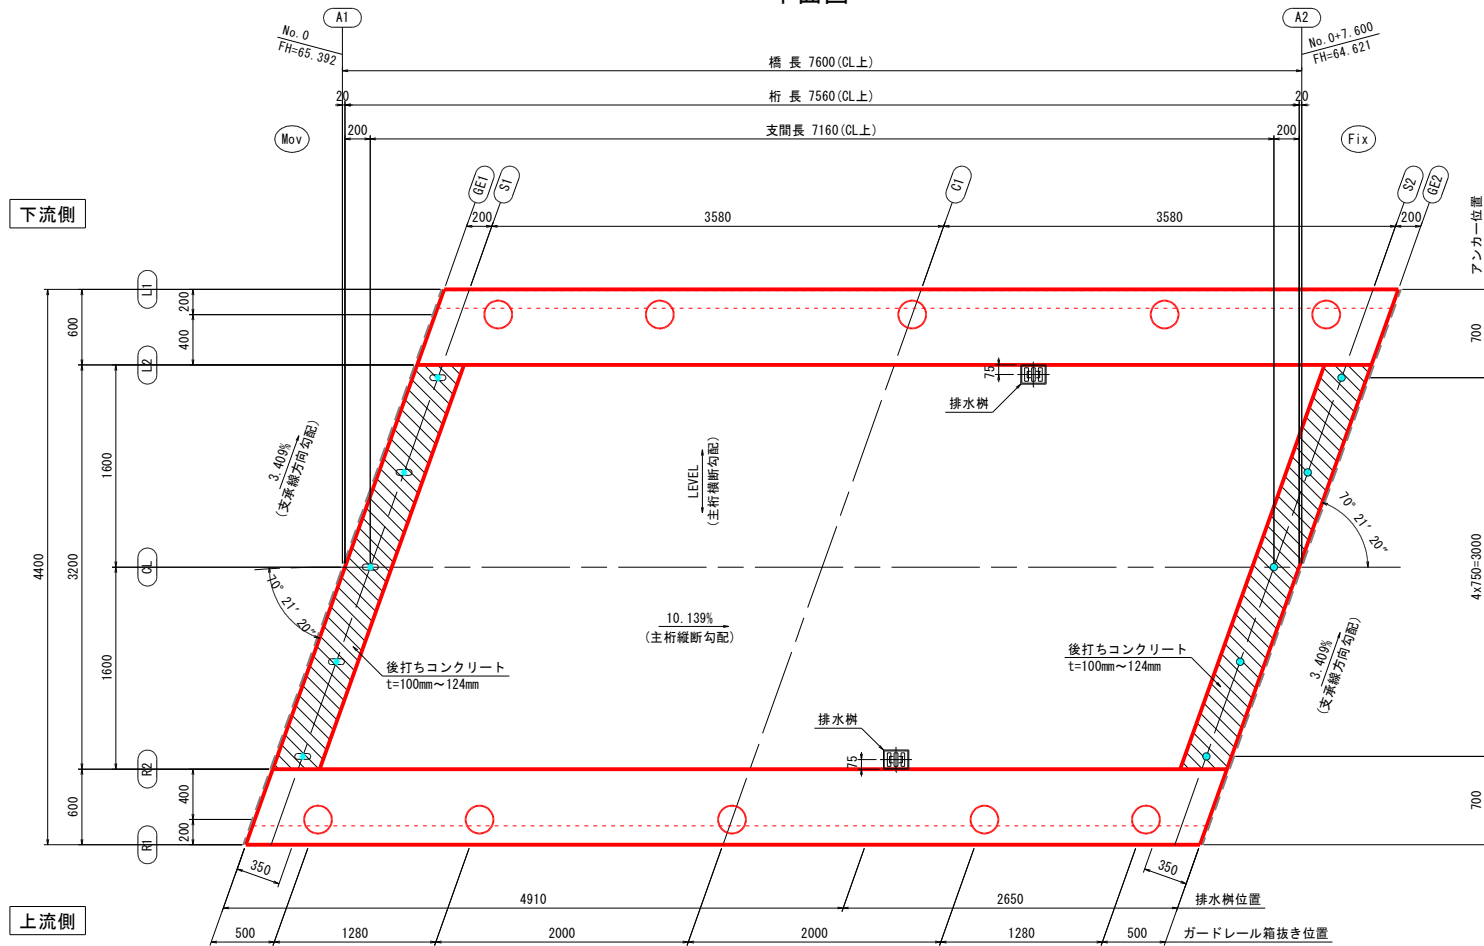 A1
A2
No.0
FH=65.392
No.0+7.600
FH=64.621
橋 長 7600(CL上)
20
桁 長 7560(CL上)
20
Mov
200
支間長 7160(CL上)
200
Fix
GE1
S1
C1
S2
GE2
下流側
200
3580
3580
200
アンカー位置
L1
200
600
400
L2
700
75
排水桝
3.409%
(支承線方向勾配)
LEVEL
(主桁横断勾配)
1600
70° 21′ 20″
4400
3200
CL
4x750=3000
70° 21′ 20″
10.139%
(主桁縦断勾配)
後打ちコンクリート
t=100mm～124mm
後打ちコンクリート
t=100mm～124mm
3.409%
(支承線方向勾配)
1600
排水桝
75
R2
400
600
200
R1
700
350
350
4910
2650
排水桝位置
上流側
500
1280
2000
2000
1280
500
ガードレール箱抜き位置